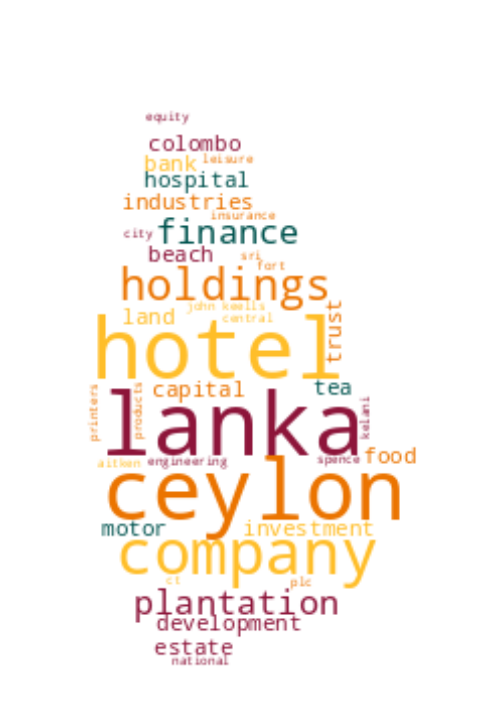 equity
colombo
bank leisure
hospital
industries
insurance
city finance
beach sri
fort
holdings
john keells
land central
trust
hotel
capital tea
printers products
lanka
kelani
aitken engineering spence food
ceylon
motor investment
company
ct plc
plantation
development
estate
national